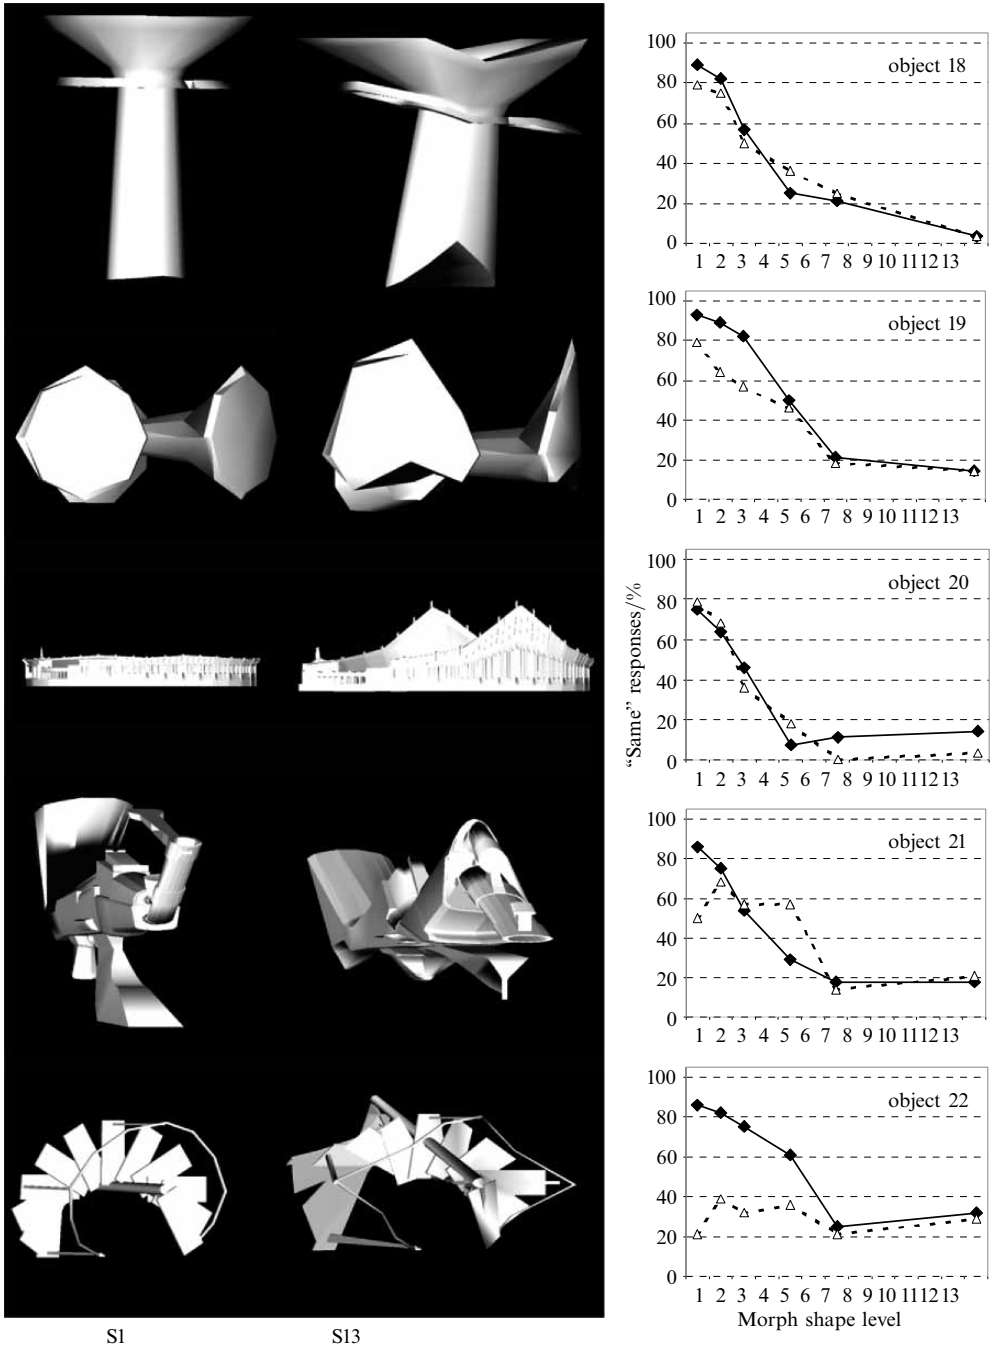 100
80
60
40
20
0
object 18
1 2 3 4 5 6 7 8 9 10 11 12 13
100
80
60
40
20
0
object 19
1 2 3 4 5 6 7 8 9 10 11 12 13
100
80
60
40
20
0
object 20
1 2 3 4 5 6 7 8 9 10 11 12 13
“Same” responses/%
100
80
60
40
20
0
object 21
1 2 3 4 5 6 7 8 9 10 11 12 13
100
80
60
40
20
0
object 22
1 2 3 4 5 6 7 8 9 10 11 12 13
Morph shape level
S1 S13